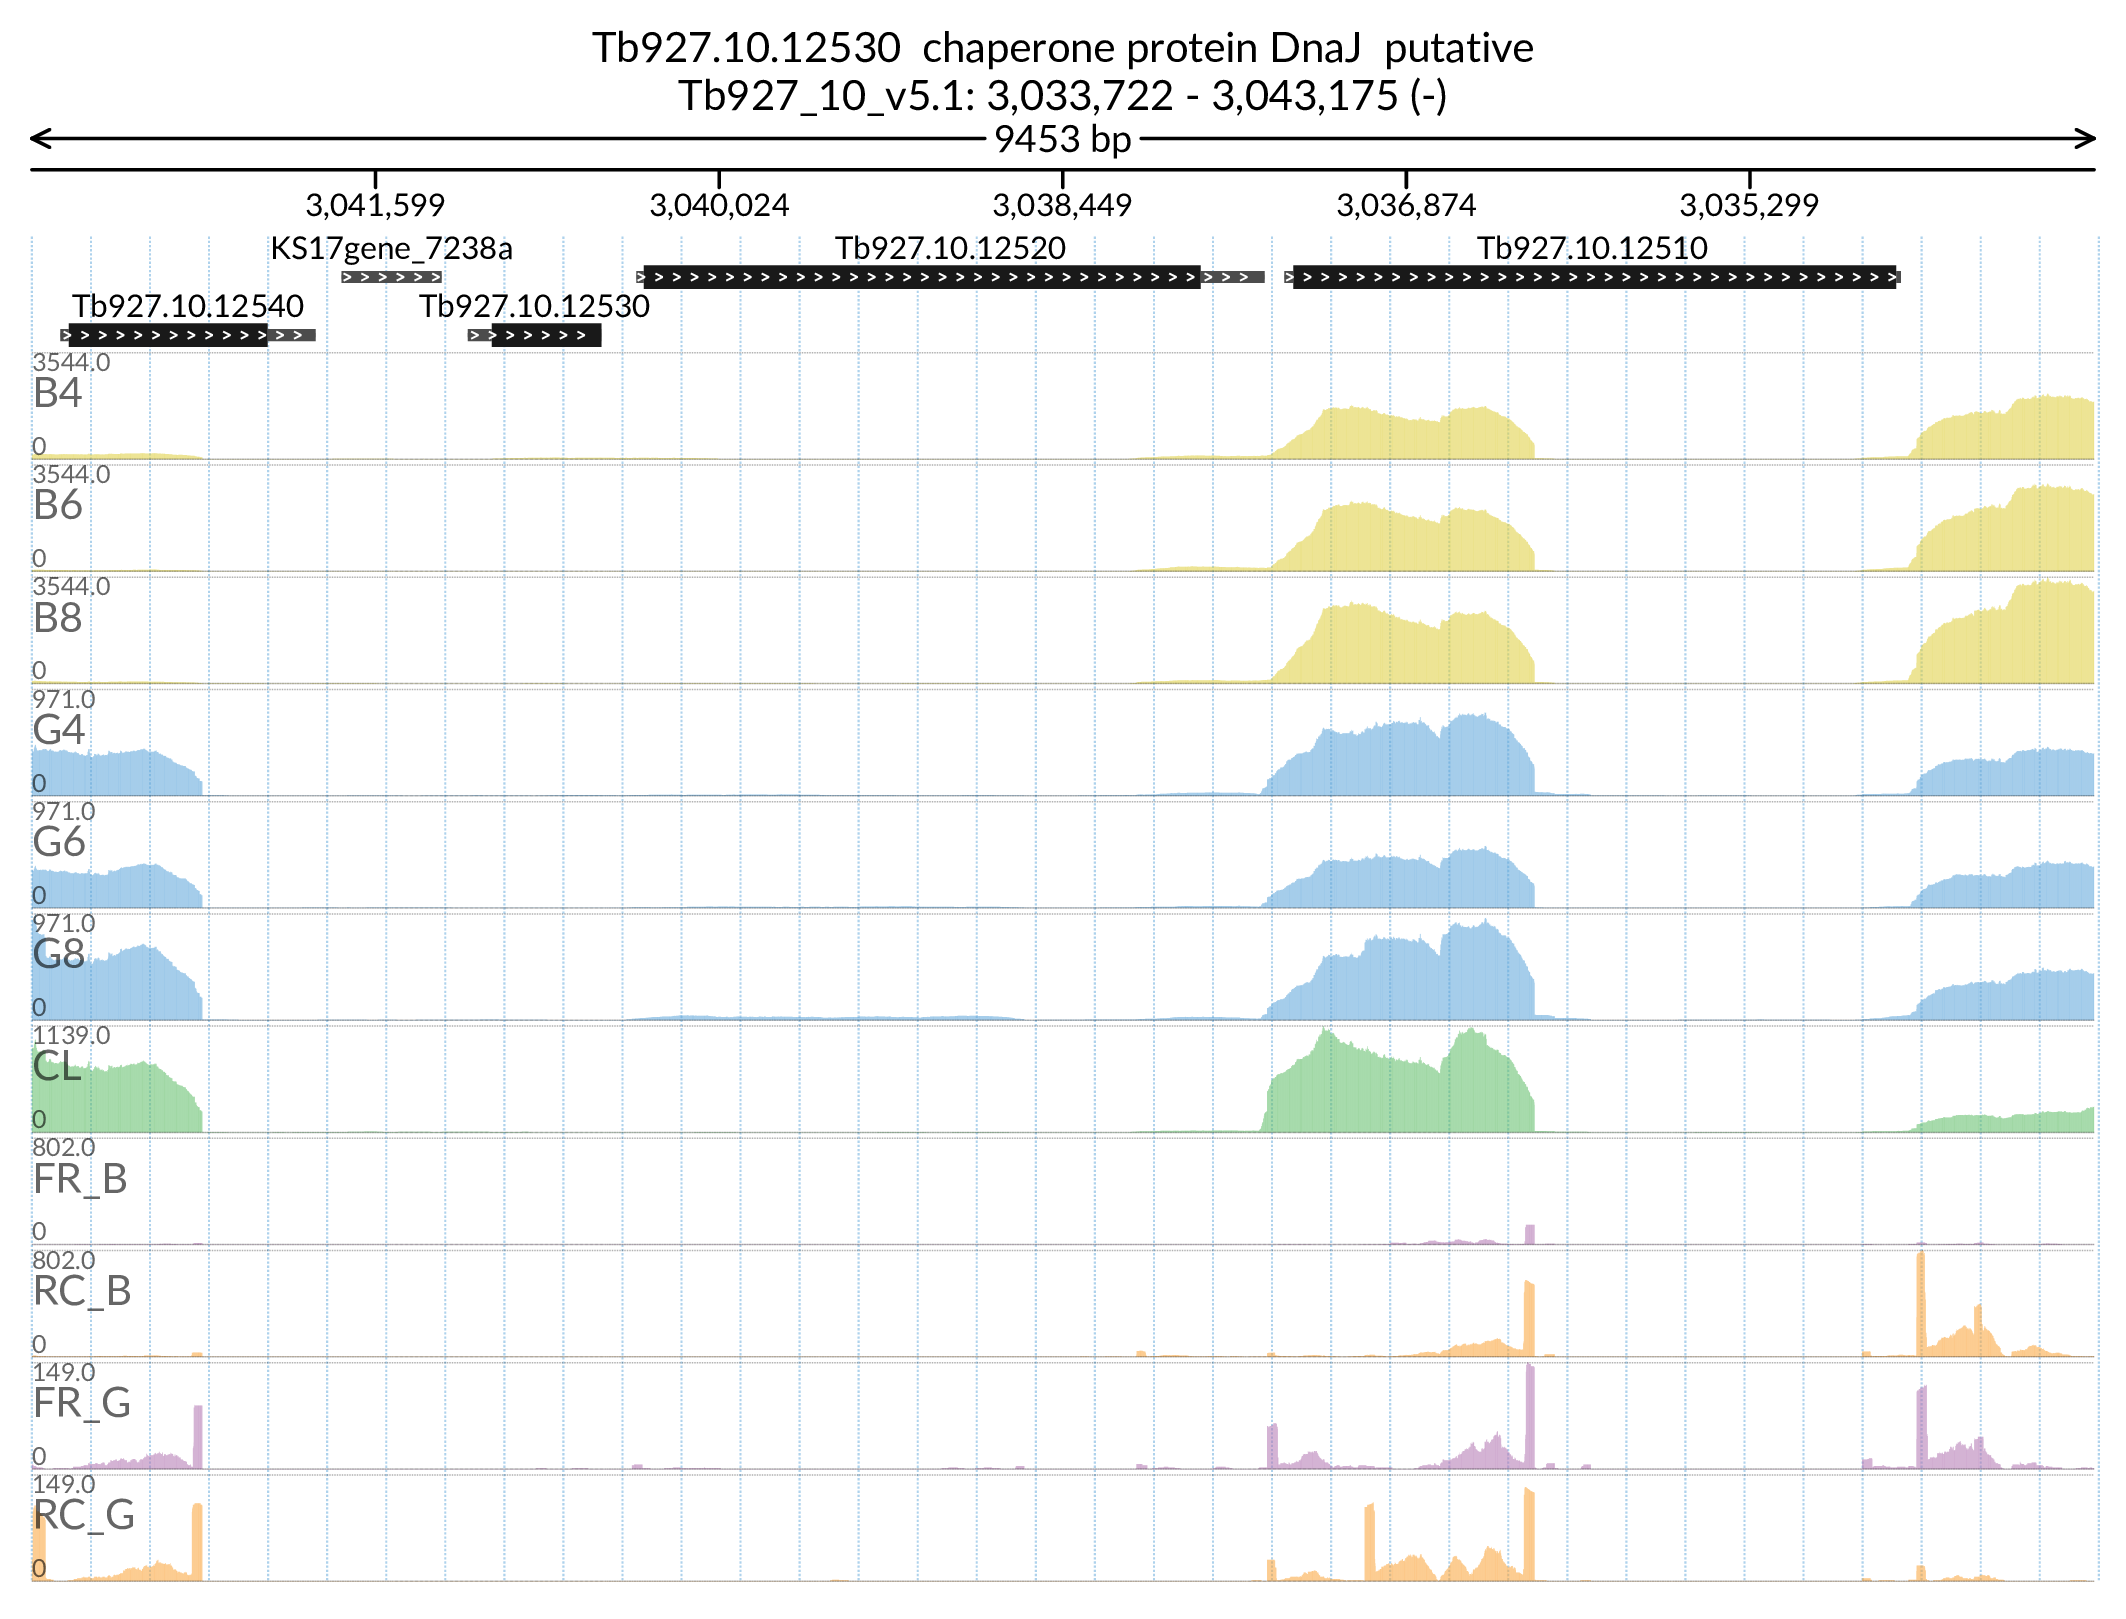 Tb927.10.12530 chaperone protein DnaJ putative
Tb927_10_v5.1: 3,033,722 - 3,043,175 (-)
9453 bp
3,041,599 3,040,024 3,038,449 3,036,874 3,035,299
KS17gene_7238a Tb927.10.12520 Tb927.10.12510
Tb927.10.12540 Tb927.10.12530
3544.0
B4
0
3544.0
B6
0
3544.0
B8
0
971.0
G4
0
971.0
G6
0
971.0
G8
0
1139.0
CL
0
802.0
FR_B
0
802.0
RC_B
0
149.0
FR_G
0
149.0
RC_G
0